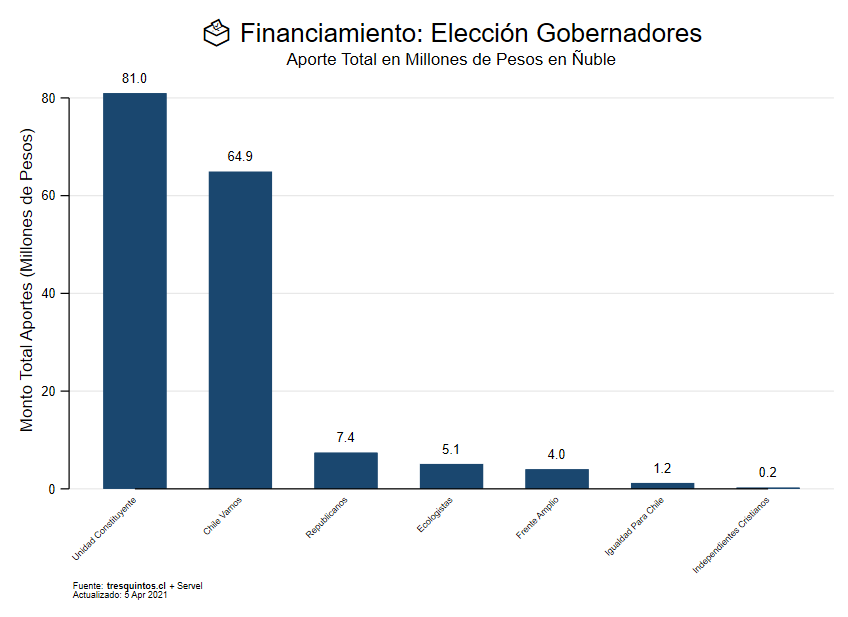 Financiamiento: Elección Gobernadores
Aporte Total en Millones de Pesos en Ñuble
Monto Total Aportes (Millones de Pesos)
80
60
40
20
0
81.0
64.9
7.4
5.1
4.0
1.2
0.2
Unidad Constituyente
Chile Vamos
Republicanos
Ecologistas
Frente Amplio
Igualdad Para Chile
Independientes Cristianos
Fuente: tresquintos.cl + Servel
Actualizado: 5 Apr 2021